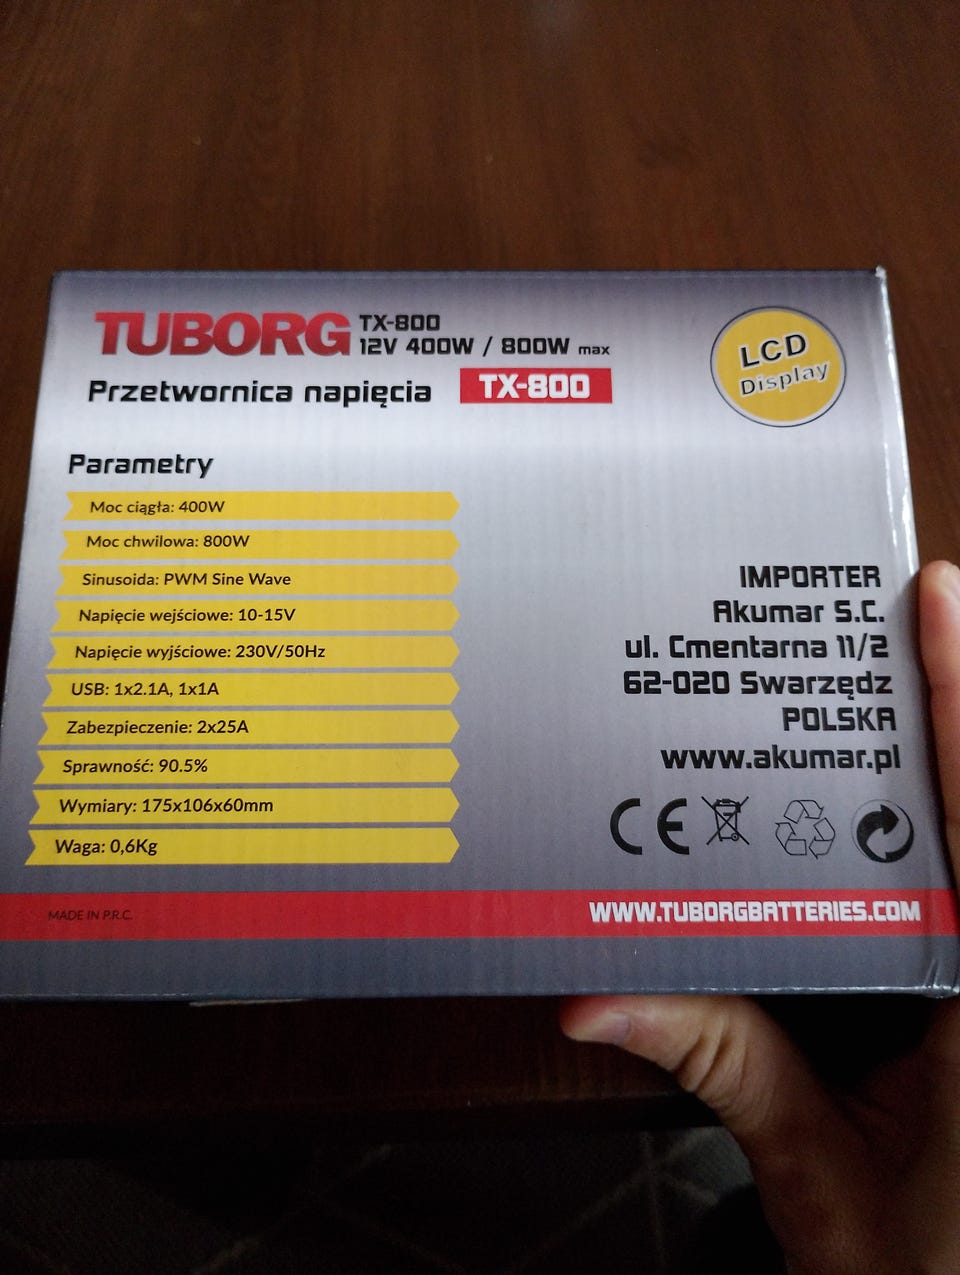 TUBORG TX-800
12V 400W / 800W max
Przetwornica napięcia TX-800
LCD
Display
Parametry
Moc ciągła: 400W
Moc chwilowa: 800W
Sinusoida: PWM Sine Wave
Napięcie wejściowe: 10-15V
Napięcie wyjściowe: 230V/50Hz
USB: 1x2.1A, 1x1A
Zabezpieczenie: 2x25A
Sprawność: 90.5%
Wymiary: 175x106x60mm
Waga: 0,6Kg
IMPORTER
Akumar S.C.
ul. Cmentarna 11/2
62-020 Swarzędz
POLSKA
www.akumar.pl
CE
MADE IN P.R.C.
WWW.TUBORGBATTERIES.COM